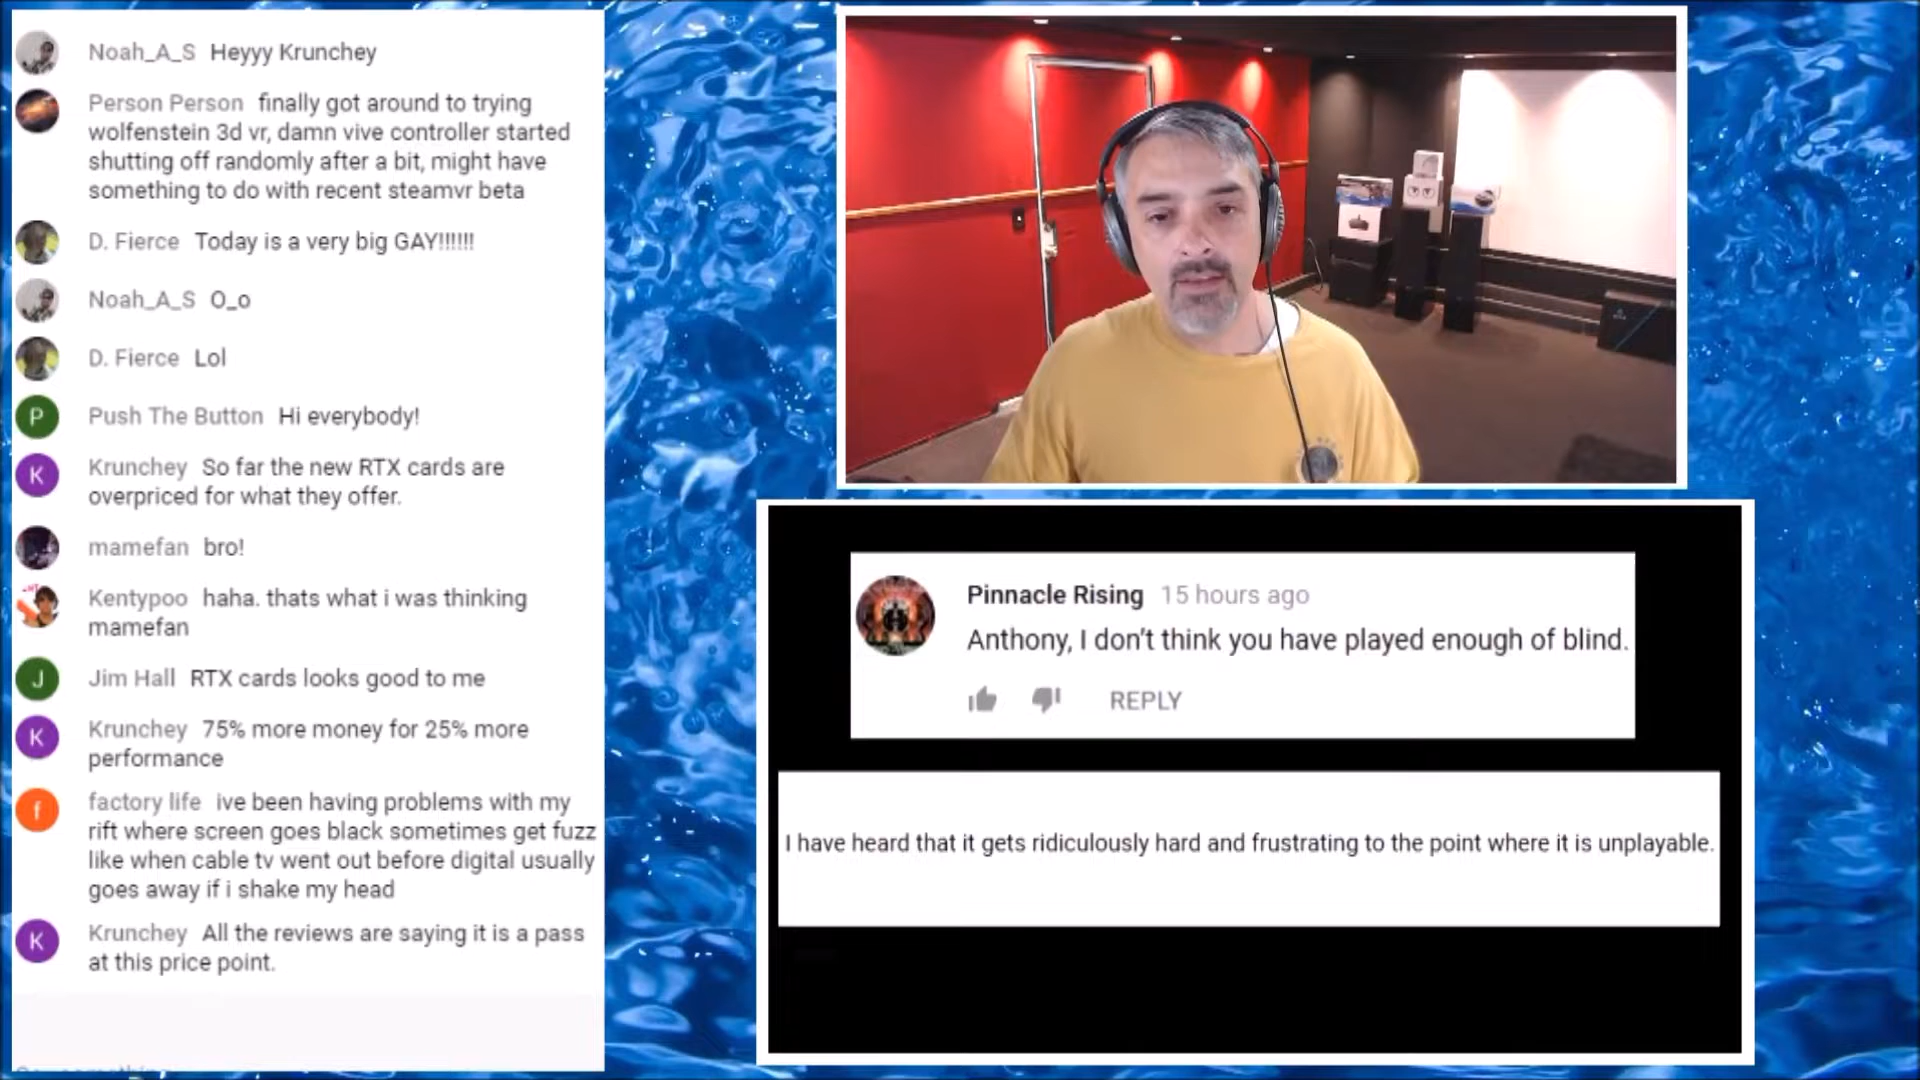 Noah_A_S Heyyy Krunchey
Person Person finally got around to trying
wolfenstein 3d vr, damn vive controller started
shutting off randomly after a bit, might have
something to do with recent steamvr beta
D. Fierce Today is a very big GAY!!!!!!
Noah_A_S O_o
D. Fierce Lol
P
Push The Button Hi everybody!
K
Krunchey So far the new RTX cards are
overpriced for what they offer.
mamefan bro!
Kentypoo haha. thats what i was thinking
mamefan
J
Jim Hall RTX cards looks good to me
K
Krunchey 75% more money for 25% more
performance
f
factory life ive been having problems with my
rift where screen goes black sometimes get fuzz
like when cable tv went out before digital usually
goes away if i shake my head
K
Krunchey All the reviews are saying it is a pass
at this price point.
Pinnacle Rising 15 hours ago
Anthony, I don't think you have played enough of blind.
REPLY
I have heard that it gets ridiculously hard and frustrating to the point where it is unplayable.